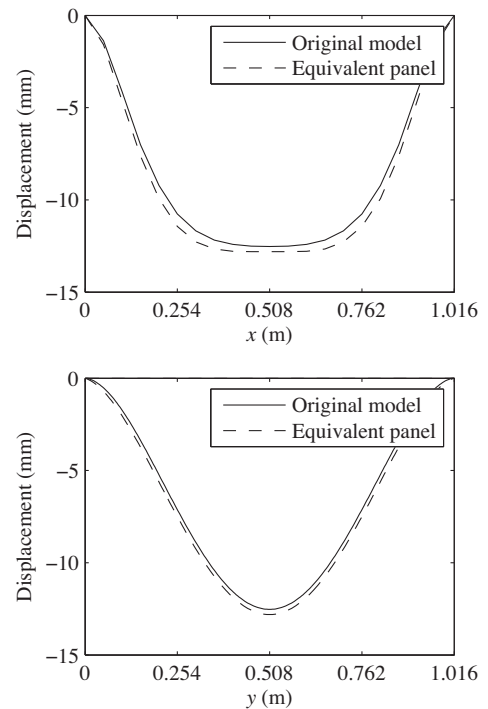 0
Original model
Equivalent panel
−5
Displacement (mm)
−10
−15
0 0.254 0.508 0.762 1.016
x (m)
0
Original model
Equivalent panel
−5
Displacement (mm)
−10
−15
0 0.254 0.508 0.762 1.016
y (m)